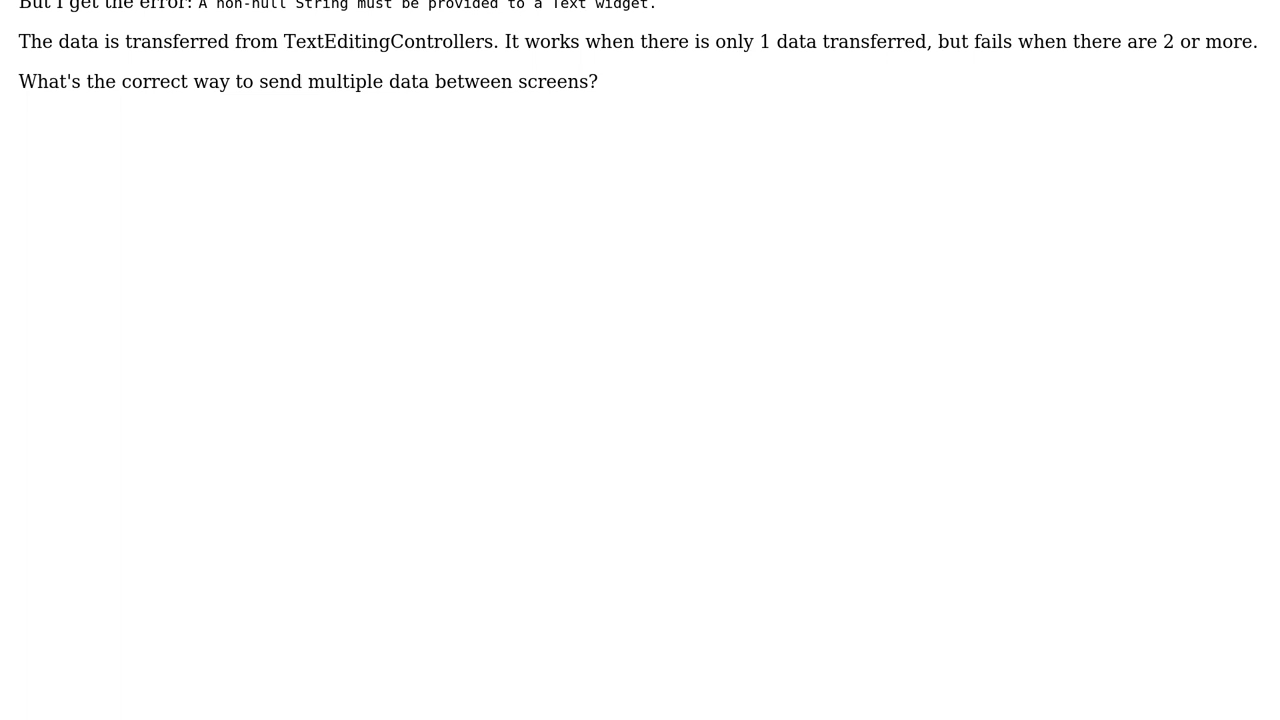 But I get the error: A non-null String must be provided to a Text widget.
The data is transferred from TextEditingControllers. It works when there is only 1 data transferred, but fails when there are 2 or more.
What's the correct way to send multiple data between screens?